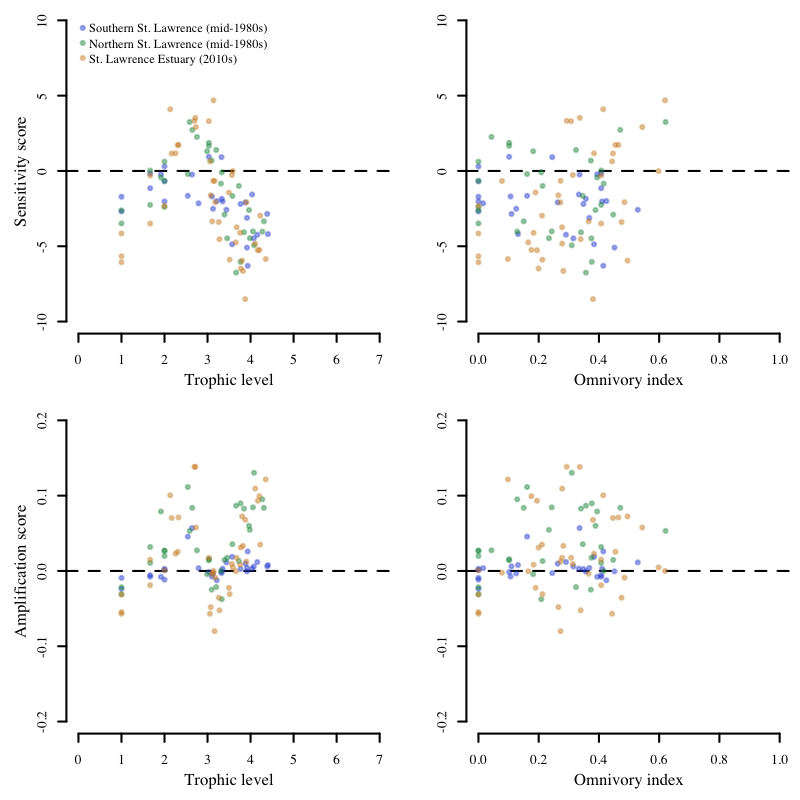 Southern St. Lawrence (mid-1980s)
Northern St. Lawrence (mid-1980s)
St. Lawrence Estuary (2010s)
Sensitivity score
10
5
0
-5
-10
0 1 2 3 4 5 6 7
Trophic level
10
5
0
-5
-10
0.0 0.2 0.4 0.6 0.8 1.0
Omnivory index
Amplification score
0.2
0.1
0.0
-0.1
-0.2
0 1 2 3 4 5 6 7
Trophic level
0.2
0.1
0.0
-0.1
-0.2
0.0 0.2 0.4 0.6 0.8 1.0
Omnivory index